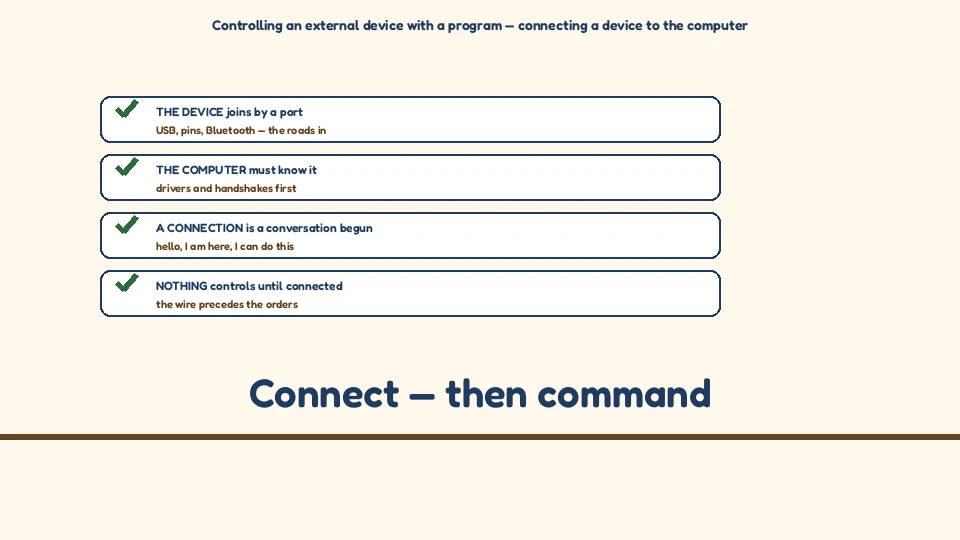 Controlling an external device with a program — connecting a device to the computer
THE DEVICE joins by a port
USB, pins, Bluetooth — the roads in
THE COMPUTER must know it
drivers and handshakes first
A CONNECTION is a conversation begun
hello, I am here, I can do this
NOTHING controls until connected
the wire precedes the orders
Connect — then command